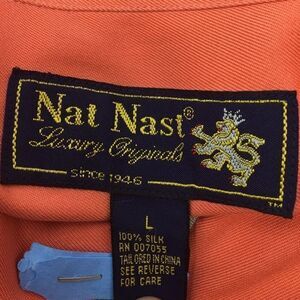 Nat Nast®
Luxury Originals
since 1946
TM
L
100% SILK
RN 007055
TAILORED IN CHINA
SEE REVERSE
FOR CARE